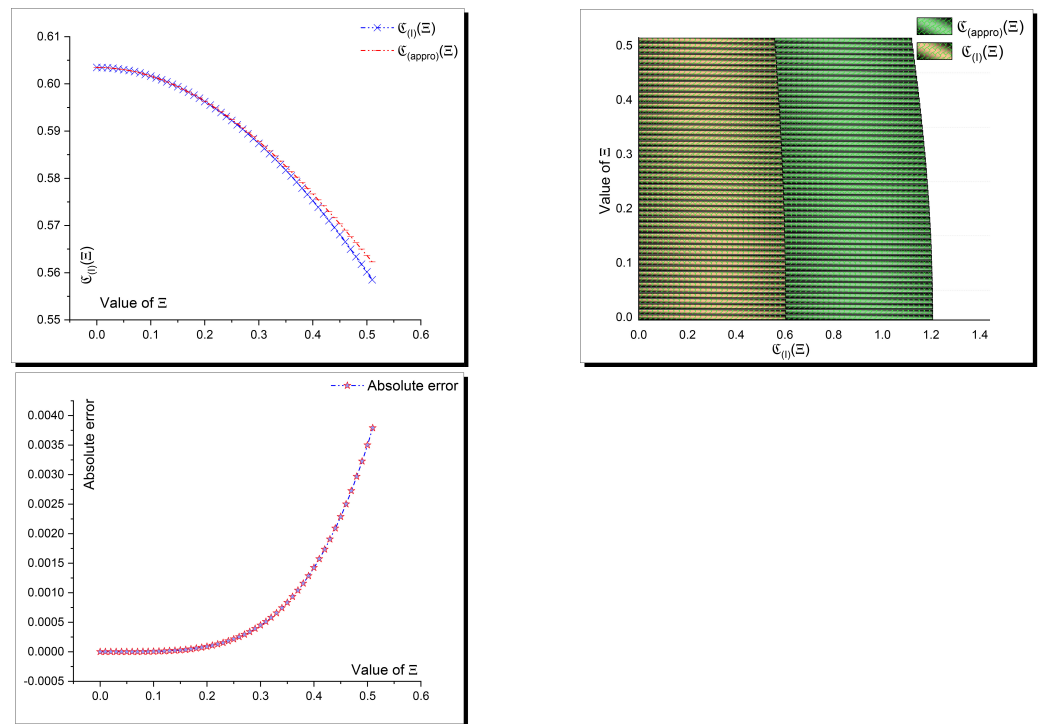 ℭ(I)(Ξ)
ℭ(appro)(Ξ)
0.61
0.60
0.59
0.58
0.57
0.56
0.55
ℭ(I)(Ξ)
Value of Ξ
0.0 0.1 0.2 0.3 0.4 0.5 0.6
ℭ(appro)(Ξ)
ℭ(I)(Ξ)
0.5
0.4
0.3
0.2
0.1
0.0
Value of Ξ
0.0 0.2 0.4 0.6 0.8 1.0 1.2 1.4
ℭ(I)(Ξ)
Absolute error
0.0040
0.0035
0.0030
0.0025
0.0020
0.0015
0.0010
0.0005
0.0000
-0.0005
Absolute error
Value of Ξ
0.0 0.1 0.2 0.3 0.4 0.5 0.6